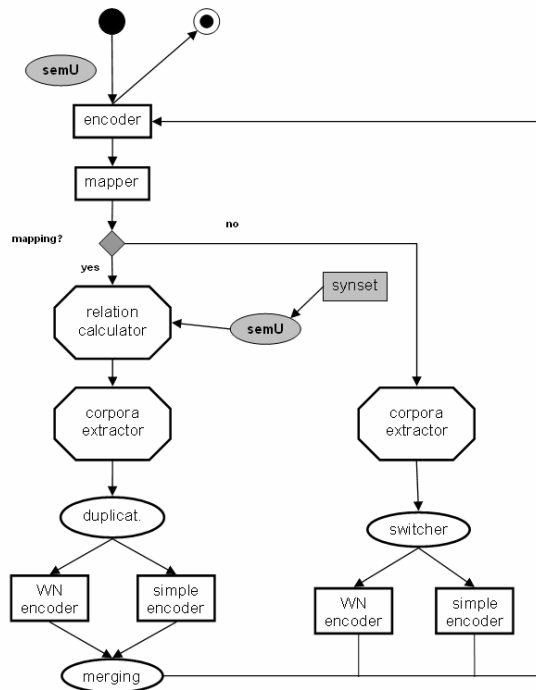 semU
encoder
mapper
mapping?
no
yes
relation
calculator
synset
semU
corpora
extractor
corpora
extractor
duplicat.
switcher
WN
encoder
simple
encoder
WN
encoder
simple
encoder
merging